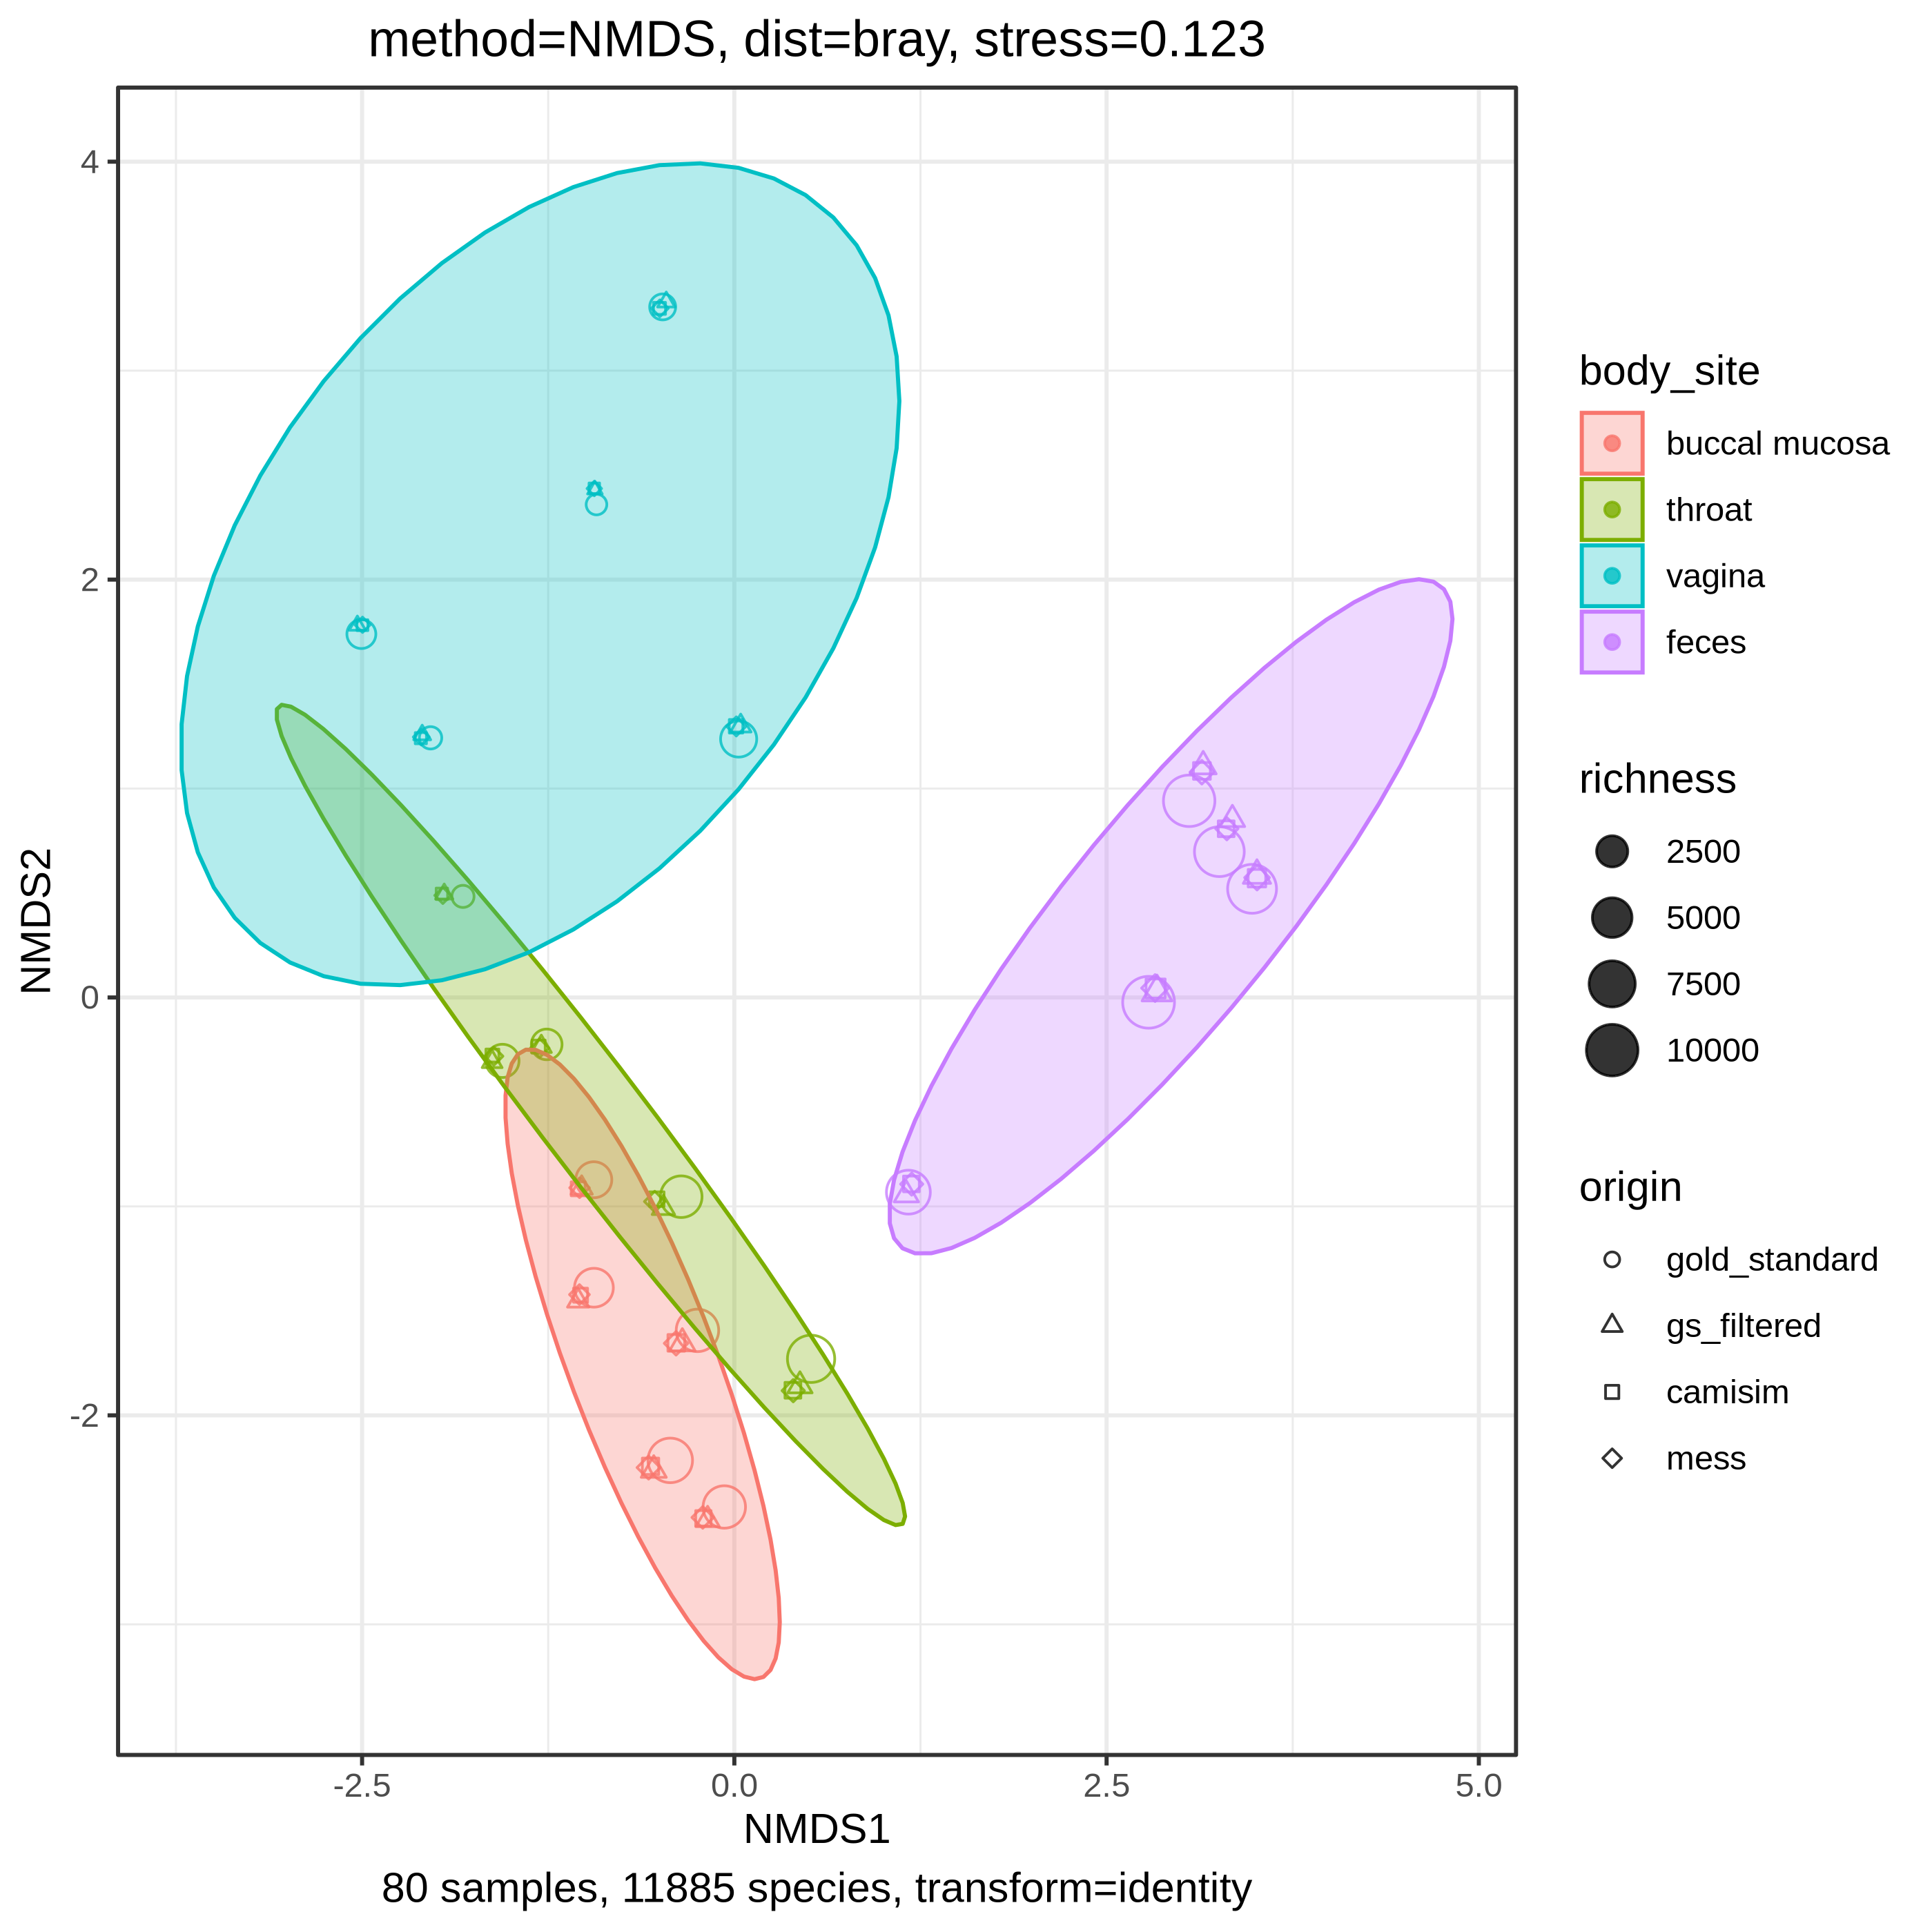 method=NMDS, dist=bray, stress=0.123
4
2
0
-2
NMDS2
-2.5
0.0
2.5
5.0
NMDS1
80 samples, 11885 species, transform=identity
body_site
buccal mucosa
throat
vagina
feces
richness
2500
5000
7500
10000
origin
gold_standard
gs_filtered
camisim
mess